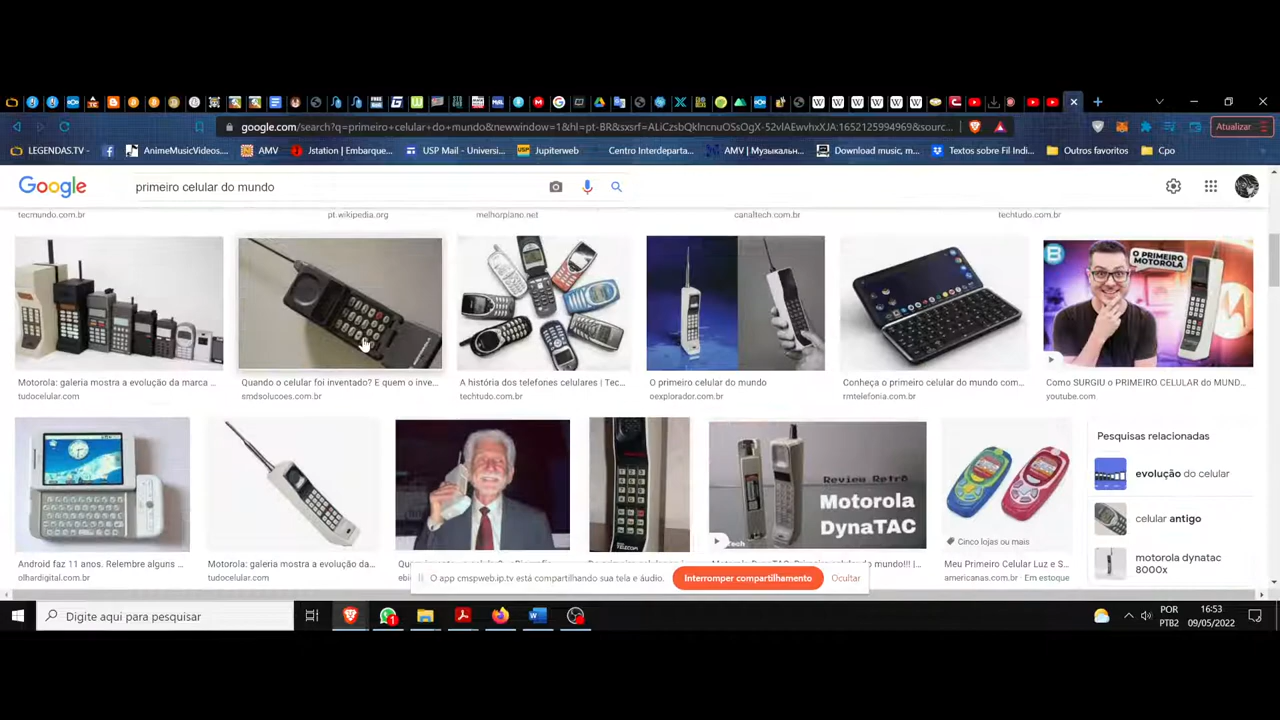 google.com/search?q=primeiro+celular+do+mundo&newwindow=1&hl=pt-BR&sxsrf=ALiCzsbQkIncnuOSsOgX-52vlAEwvhxXJA:1652125994969&sourc...
Atualizar
LEGENDAS.TV -
AnimeMusicVideos...
AMV
Jstation | Embarque...
USP Mail - Universi...
Jupiterweb
Centro Interdeparta...
AMV | Музыкальн...
Download music, m...
Textos sobre Fil Indi...
Outros favoritos
Cpo
Google
primeiro celular do mundo
tecmundo.com.br
pt.wikipedia.org
melhorplano.net
canaltech.com.br
techtudo.com.br
O PRIMEIRO
MOTOROLA
Motorola: galeria mostra a evolução da marca ...
Quando o celular foi inventado? E quem o inve...
A história dos telefones celulares | Tec...
O primeiro celular do mundo
Conheça o primeiro celular do mundo com...
Como SURGIU o PRIMEIRO CELULAR do MUND...
tudocelular.com
smdsolucoes.com.br
techtudo.com.br
oexplorador.com.br
rmtelefonia.com.br
youtube.com
Review Retrô
Motorola
DynaTAC
Cinco lojas ou mais
Pesquisas relacionadas
evolução do celular
celular antigo
motorola dynatac
8000x
Android faz 11 anos. Relembre alguns ...
Motorola: galeria mostra a evolução da...
Meu Primeiro Celular Luz e S...
olhardigital.com.br
tudocelular.com
americanas.com.br · Em estoque
O app cmspweb.ip.tv está compartilhando sua tela e áudio.
Interromper compartilhamento
Ocultar
Digite aqui para pesquisar
POR
PTB2
16:53
09/05/2022